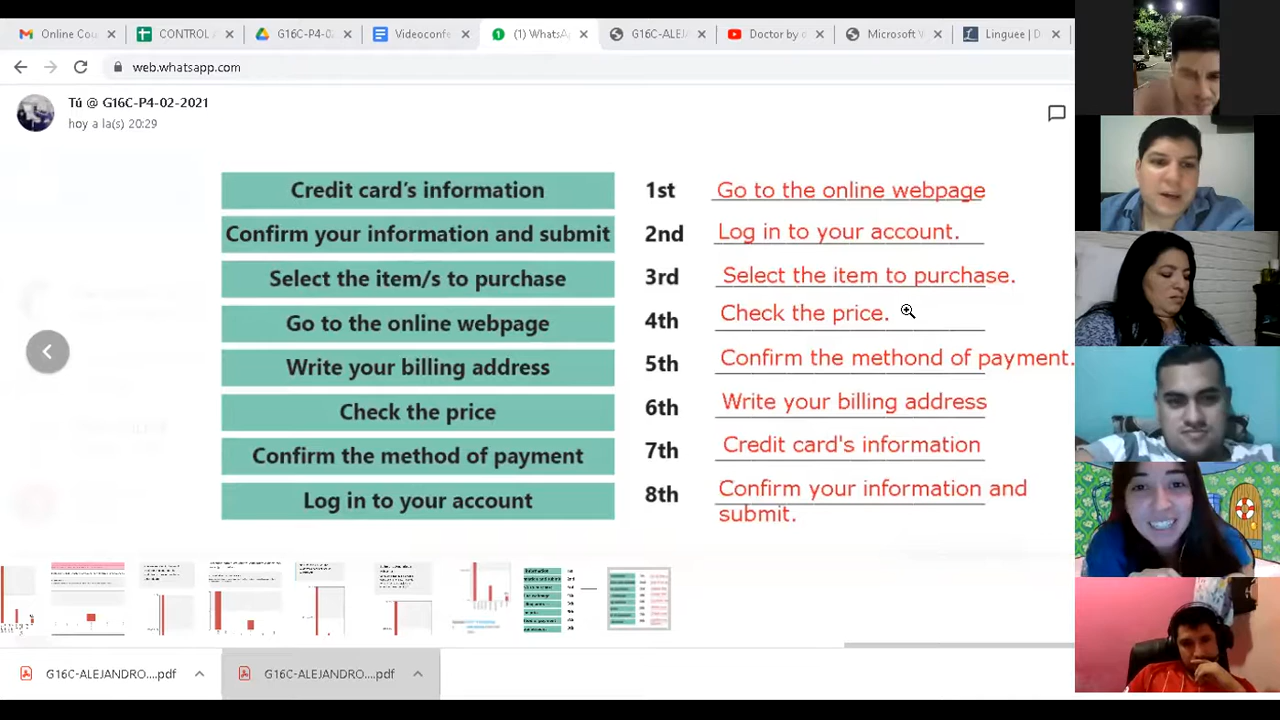 Online Cou
CONTROL
G16C-P4-0
Videoconfe
(1) WhatsA
G16C-ALEJ
Doctor by
Microsoft
Linguee | D
web.whatsapp.com
Tú @ G16C-P4-02-2021
hoy a la(s) 20:29
Credit card's information 1st Go to the online webpage
Confirm your information and submit 2nd Log in to your account.
Select the item/s to purchase 3rd Select the item to purchase.
Go to the online webpage 4th Check the price.
Write your billing address 5th Confirm the methond of payment.
Check the price 6th Write your billing address
Confirm the method of payment 7th Credit card's information
Log in to your account 8th Confirm your information and
submit.
G16C-ALEJANDRO....pdf
G16C-ALEJANDRO....pdf